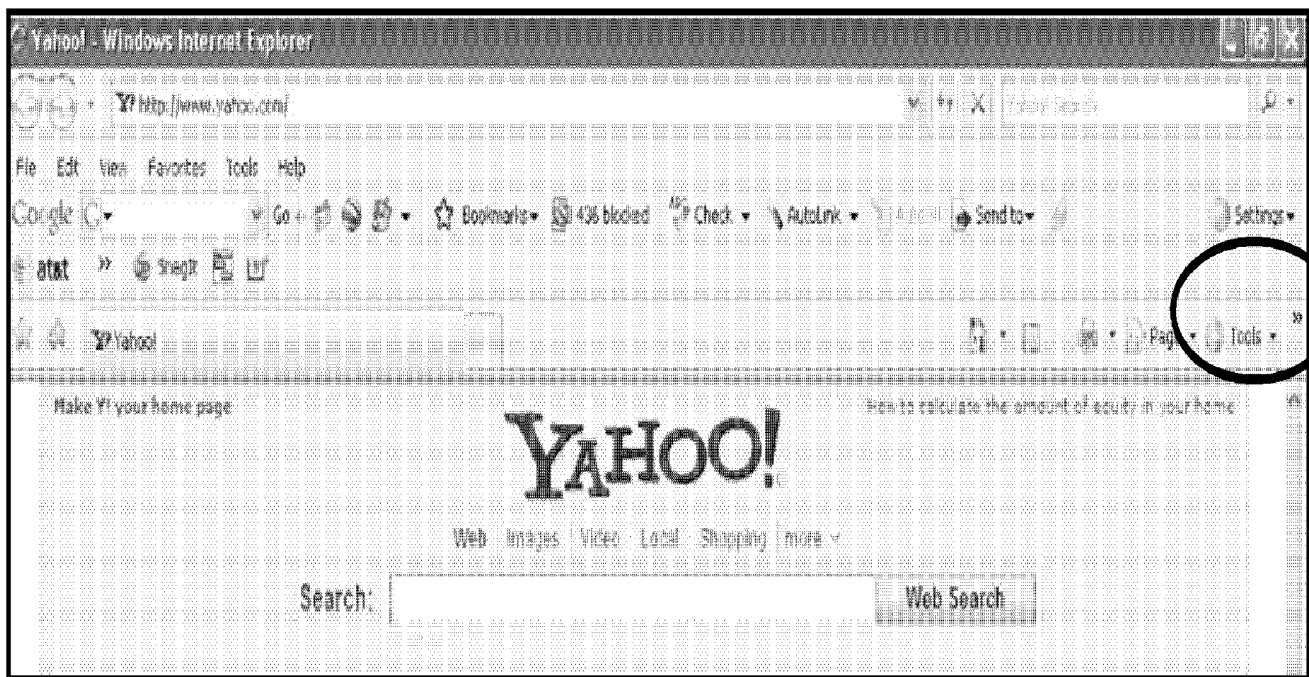 Yahoo! - Windows Internet Explorer
http://www.yahoo.com/
File Edit View Favorites Tools Help
Google Go Bookmarks 436 blocked Check AutoLink Send to Settings
at&t » SnagIt
Yahoo! Page Tools »
Make Y! your home page How to calculate the amount of equity in your home
YAHOO!
Web Images Video Local Shopping more
Search: Web Search